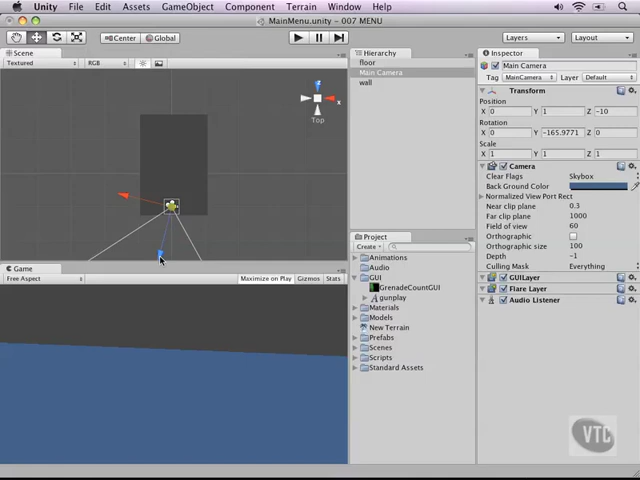 Unity File Edit Assets GameObject Component Terrain Window Help
MainMenu.unity - 007 MENU
Center Global Layers Layout
Scene
Textured RGB
x
Top
Game
Free Aspect Maximize on Play Gizmos Stats
Hierarchy
floor
Main Camera
wall
Project
Create
Animations
Audio
GUI
GrenadeCountGUI
gunplay
Materials
Models
New Terrain
Prefabs
Scenes
Scripts
Standard Assets
Inspector
Main Camera
Tag MainCamera Layer Default
Transform
Position
X 0 Y 1 Z -10
Rotation
X 0 Y -165.9771 Z 0
Scale
X 1 Y 1 Z 1
Camera
Clear Flags Skybox
Back Ground Color
Normalized View Port Rect
Near clip plane 0.3
Far clip plane 1000
Field of view 60
Orthographic
Orthographic size 100
Depth -1
Culling Mask Everything
GUILayer
Flare Layer
Audio Listener
VTC